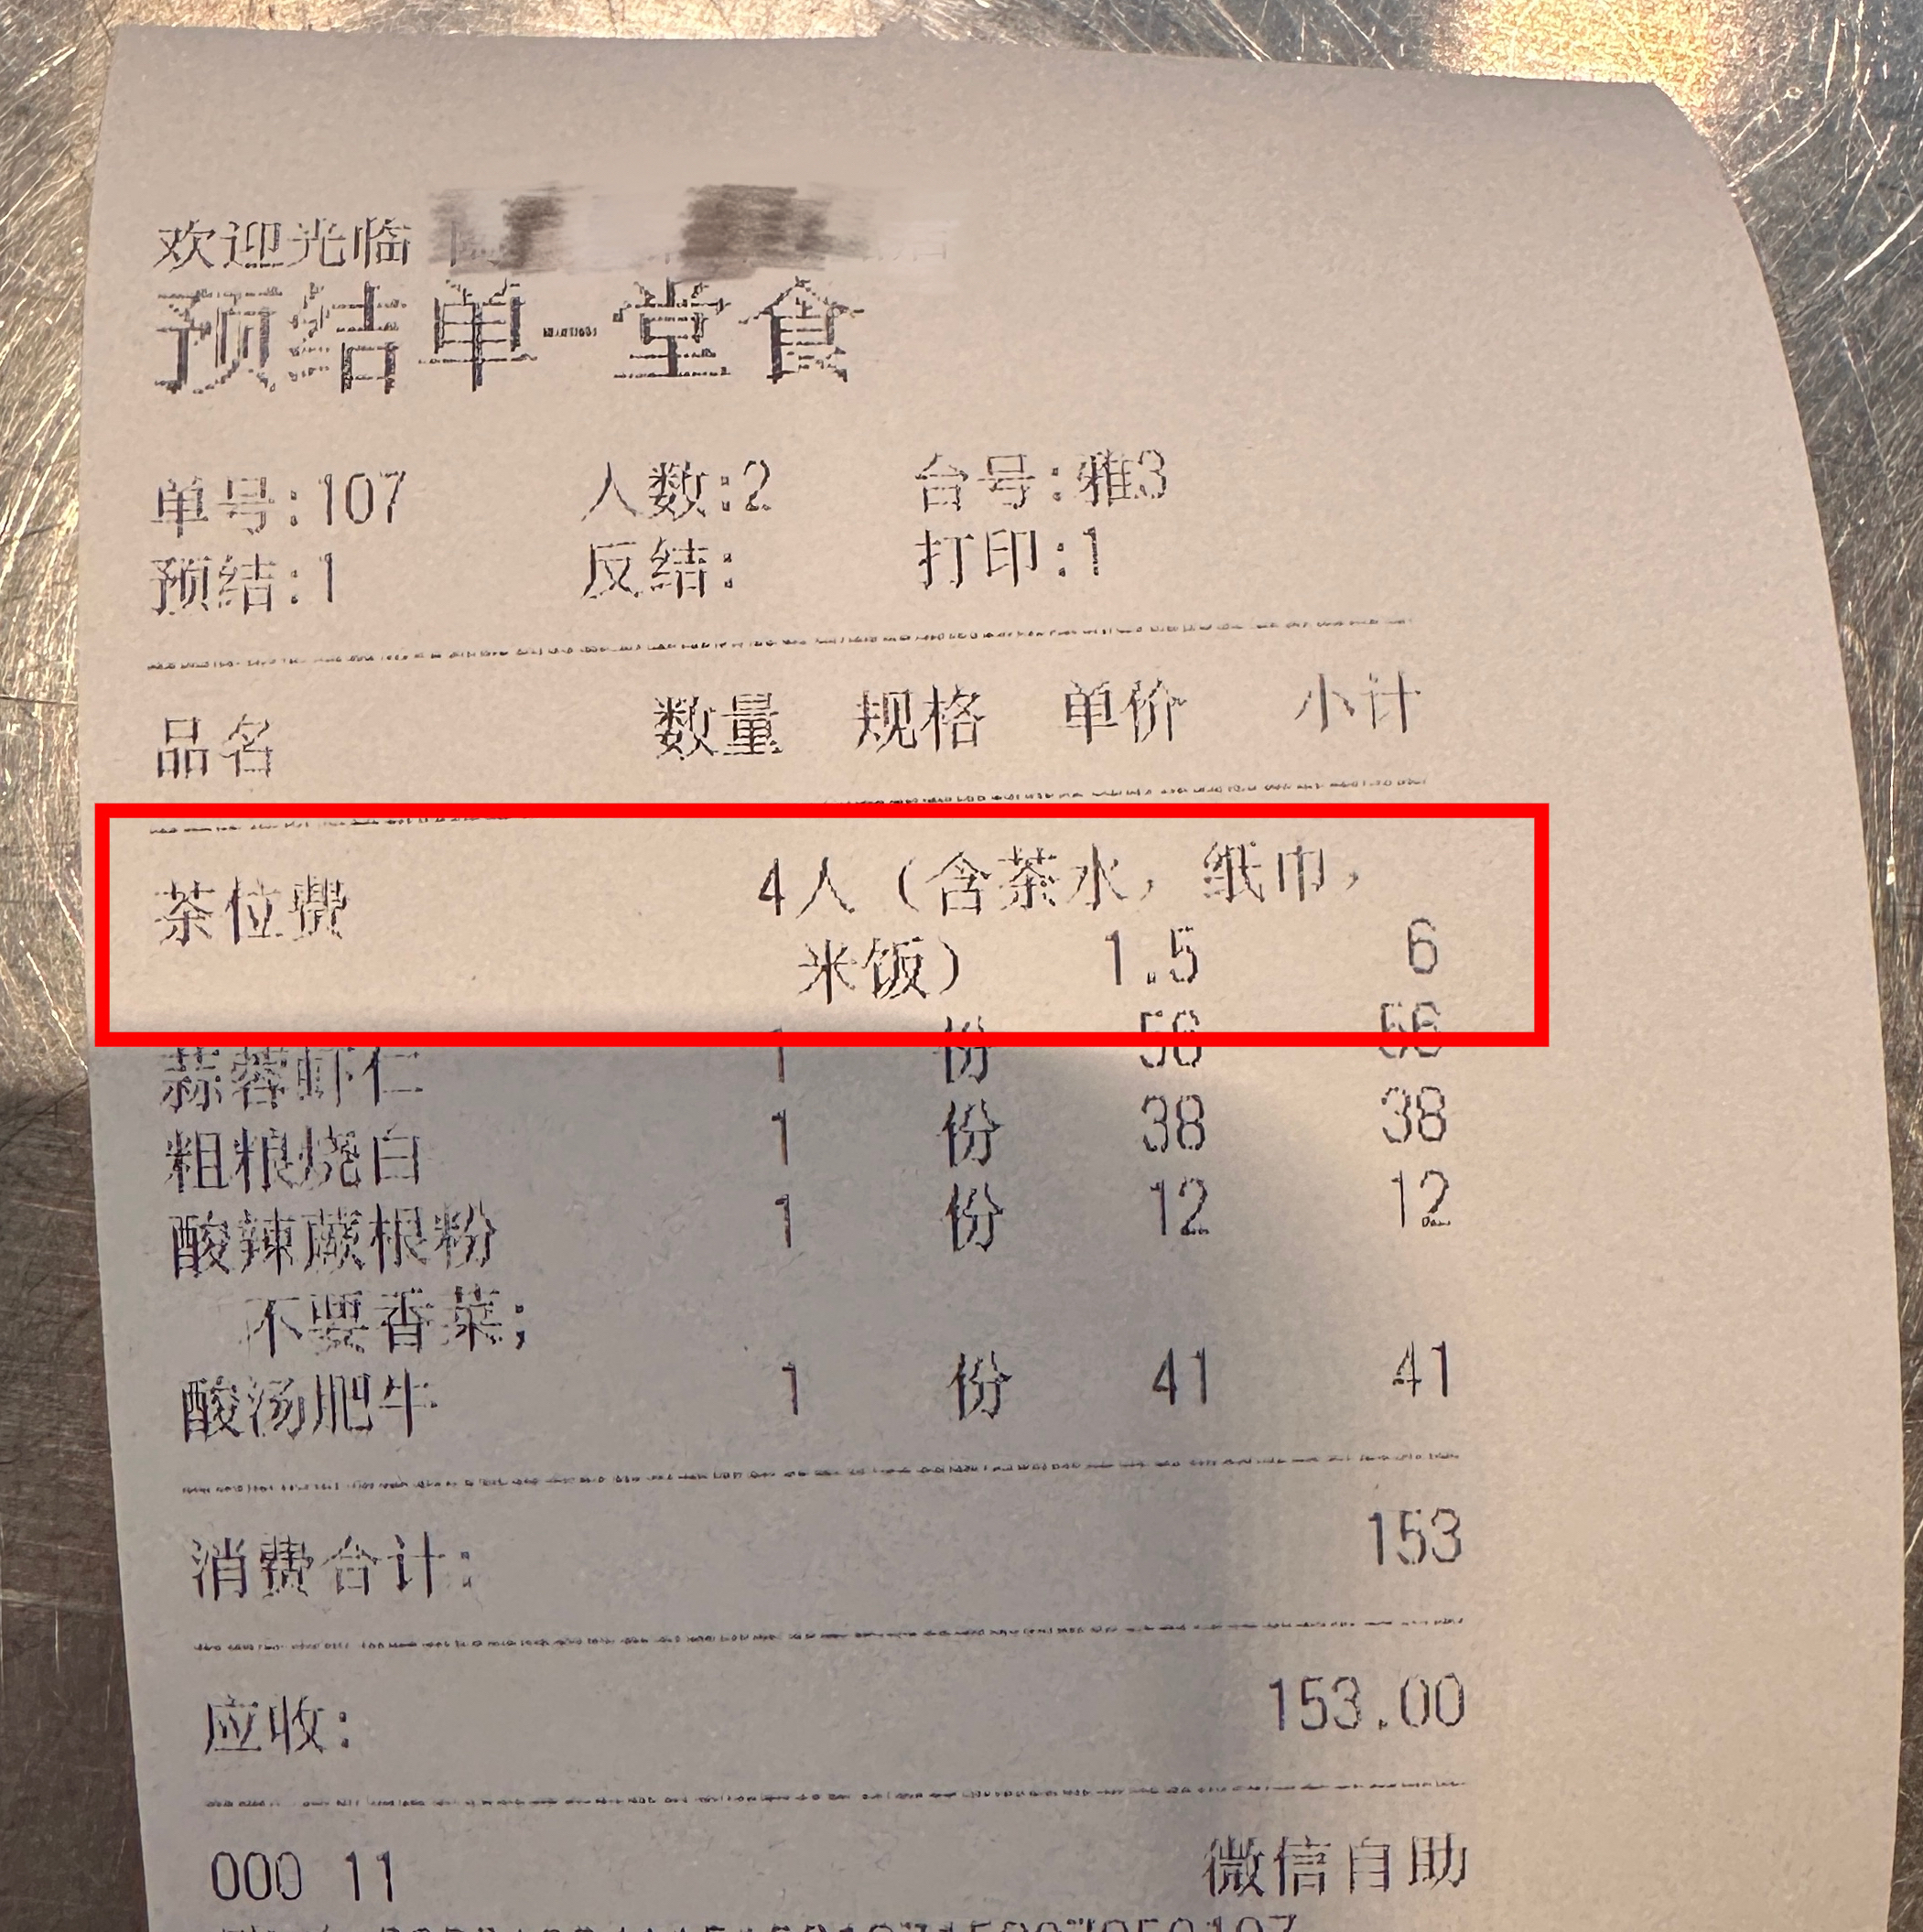 欢迎光临
预结单-堂食
单号:107 人数:2 台号:雅3
预结:1 反结: 打印:1
品名 数量 规格 单价 小计
茶位费 4人（含茶水，纸巾，
米饭） 1.5 6
蒜蓉虾仁 1 份 56 56
粗粮烧白 1 份 38 38
酸辣蕨根粉 1 份 12 12
不要香菜;
酸汤肥牛 1 份 41 41
消费合计: 153
应收: 153.00
000 11 微信自助